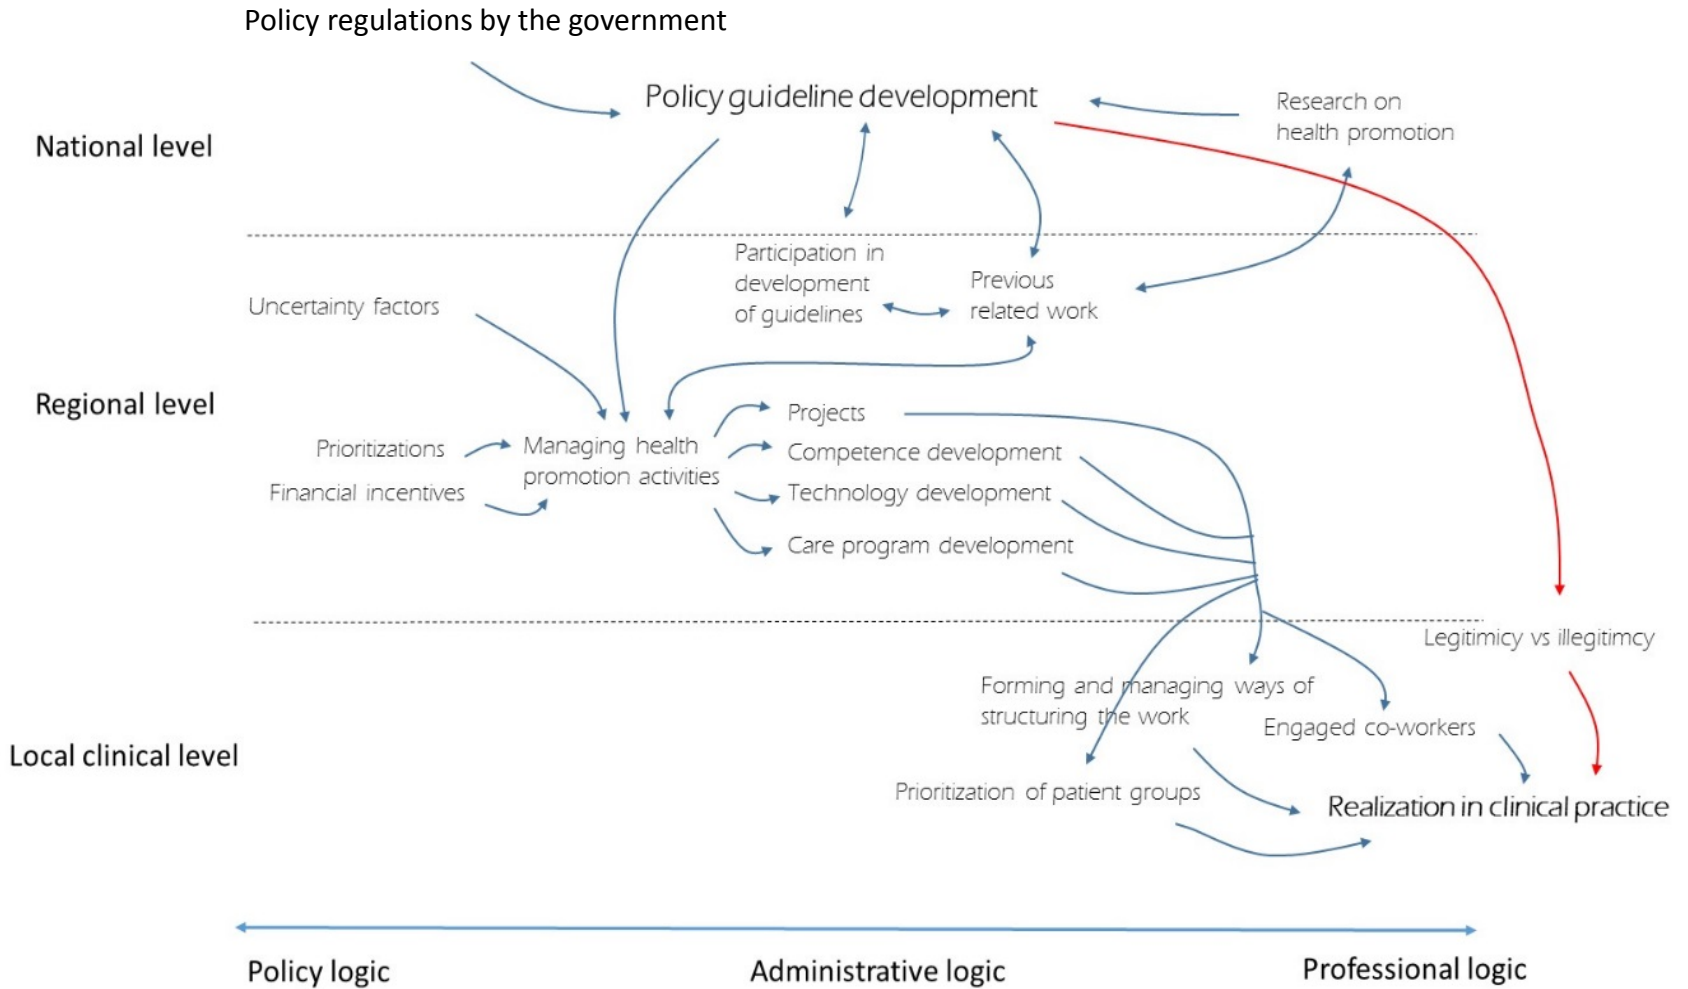 Policy regulations by the government
Policy guideline development
Research on
health promotion
National level
Participation in
development
of guidelines
Previous
related work
Uncertainty factors
Regional level
Projects
Prioritizations
Managing health
promotion activities
Competence development
Financial incentives
Technology development
Care program development
Legitimicy vs illegitimcy
Forming and managing ways of
structuring the work
Engaged co-workers
Local clinical level
Prioritization of patient groups
Realization in clinical practice
Policy logic
Administrative logic
Professional logic